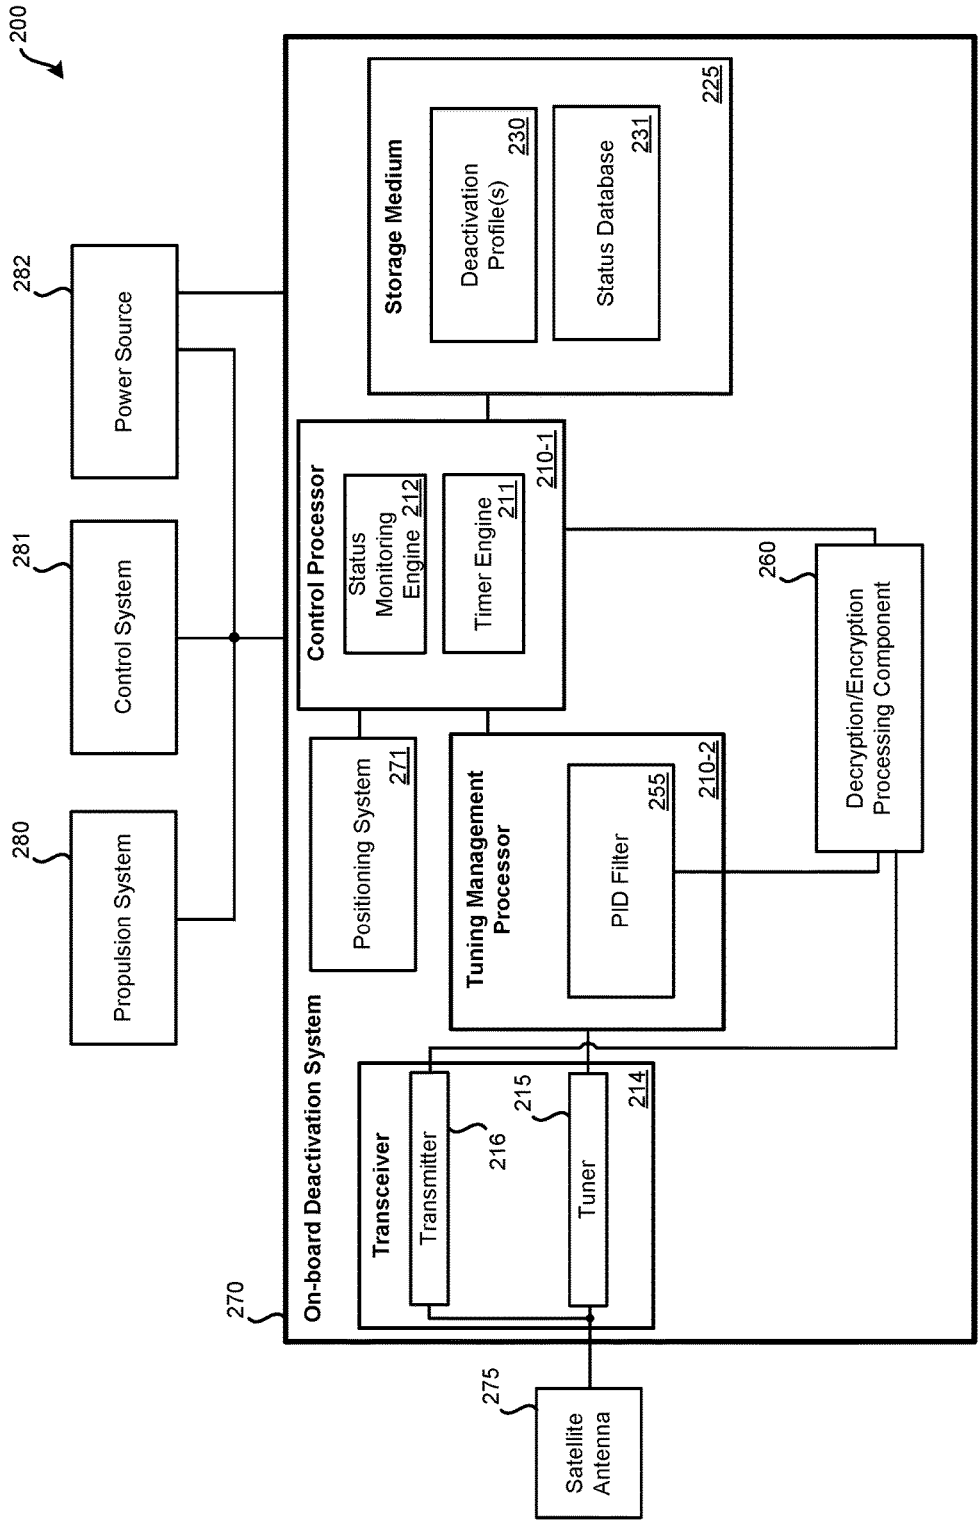 200
Propulsion System
280
Control System
281
Power Source
282
270
On-board Deactivation System
Satellite
Antenna
275
Transceiver
Transmitter
216
Tuner
215
214
Positioning System
271
Tuning Management
Processor
PID Filter
255
210-2
Control Processor
Status
Monitoring
Engine
212
Timer Engine
211
210-1
Storage Medium
Deactivation
Profile(s)
230
Status Database
231
225
Decryption/Encryption
Processing Component
260